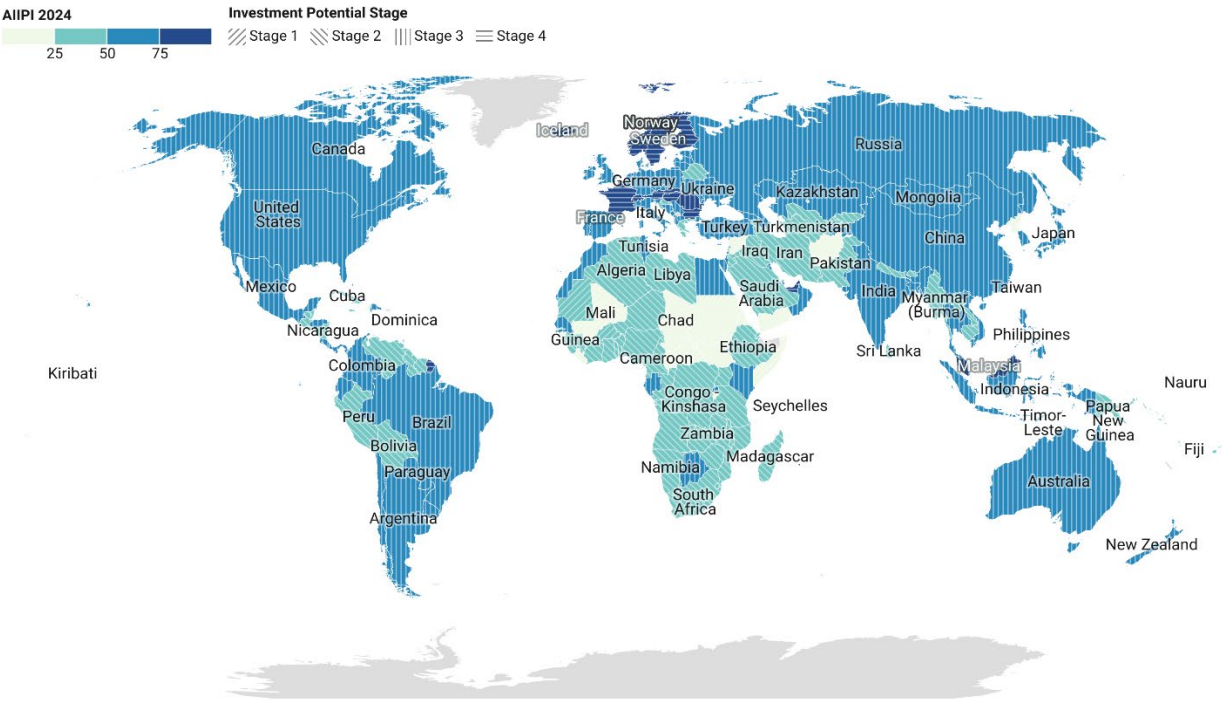 AIIPI 2024
25 50 75
Investment Potential Stage
Stage 1 Stage 2 Stage 3 Stage 4
Iceland
Norway
Sweden
Canada
Russia
Germany
Ukraine
Kazakhstan
Mongolia
United
States
France
Italy
Turkey
Turkmenistan
China
Japan
Tunisia
Iraq
Iran
Pakistan
Algeria
Libya
Mexico
Cuba
Saudi
Arabia
India
Myanmar
(Burma)
Taiwan
Mali
Chad
Dominica
Nicaragua
Guinea
Ethiopia
Philippines
Cameroon
Sri Lanka
Colombia
Malaysia
Kiribati
Nauru
Indonesia
Congo
Kinshasa
Seychelles
Peru
Brazil
Timor-
Leste
Papua
New
Guinea
Zambia
Bolivia
Fiji
Madagascar
Namibia
Paraguay
Australia
South
Africa
Argentina
New Zealand